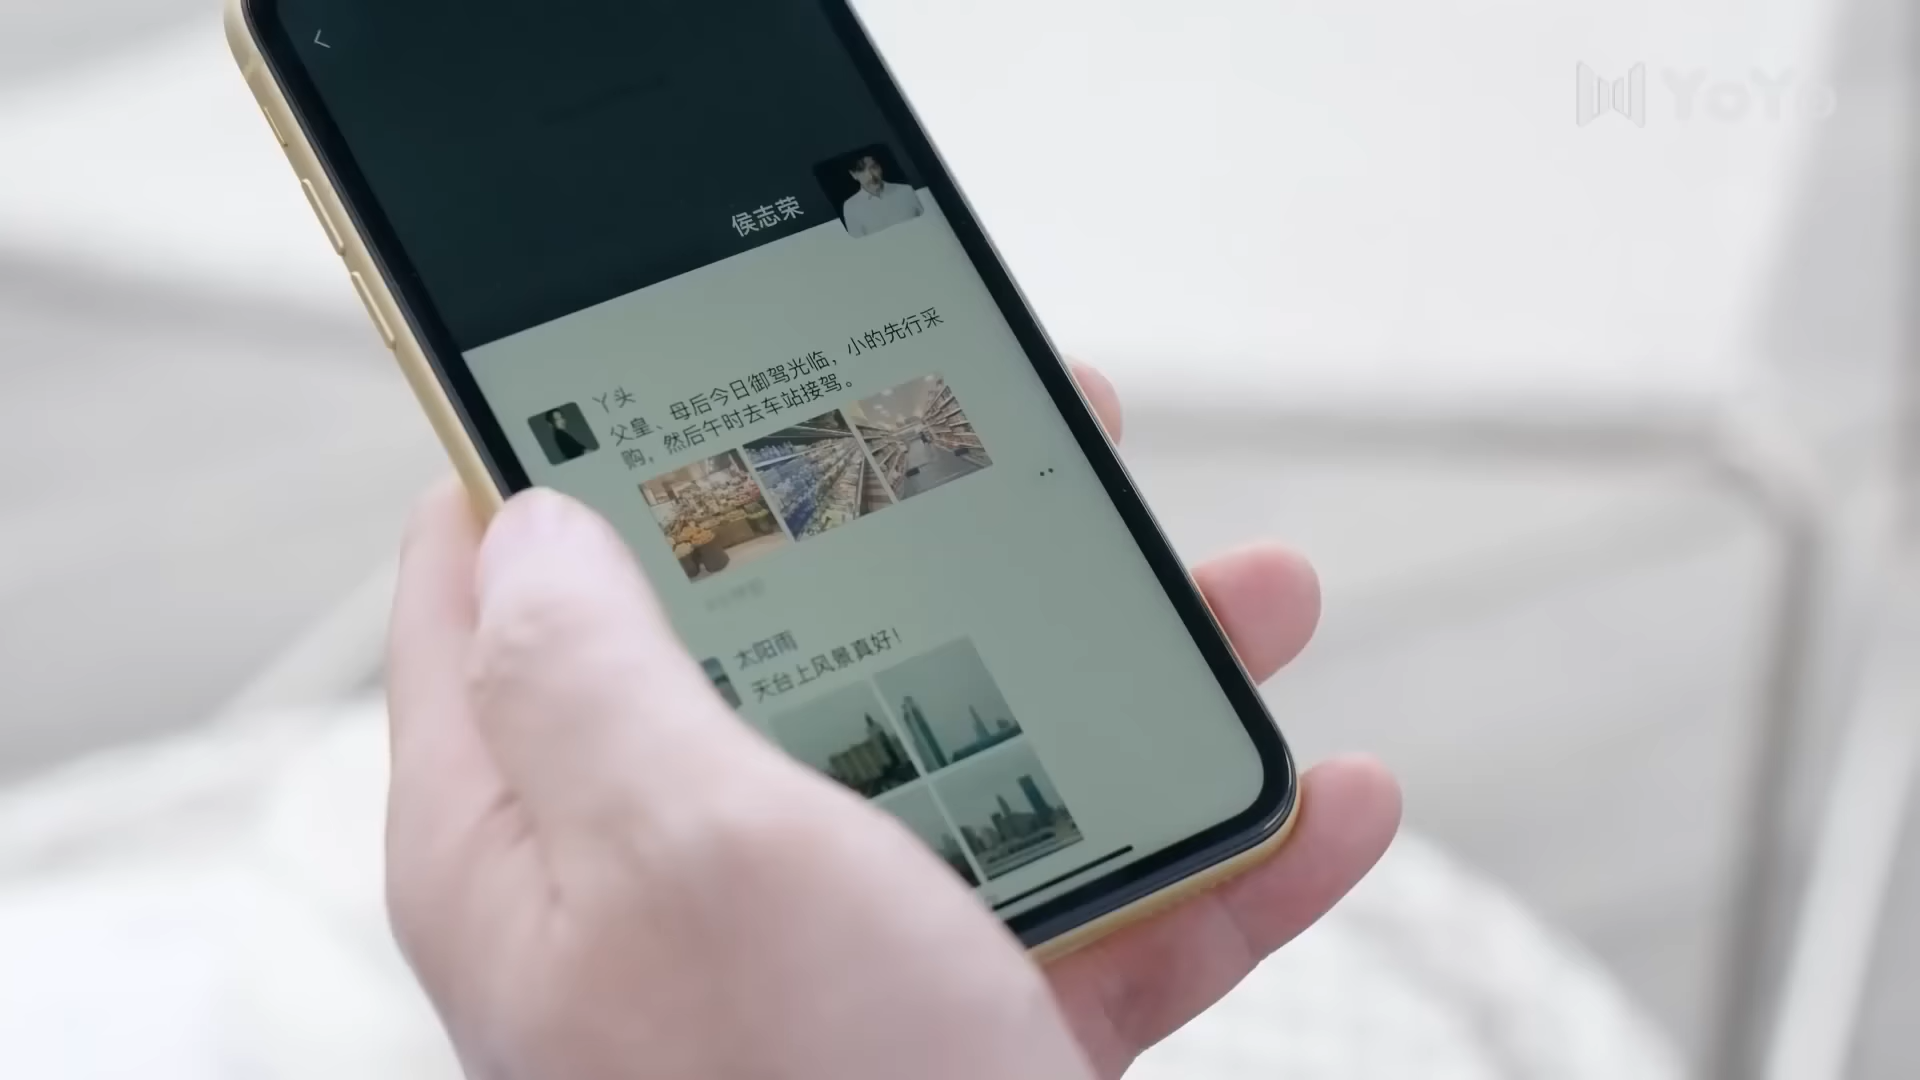 YoYo
侯志荣
丫头
父皇、母后今日御驾光临，小的先行采
购，然后午时去车站接驾。
太阳雨
天台上风景真好！